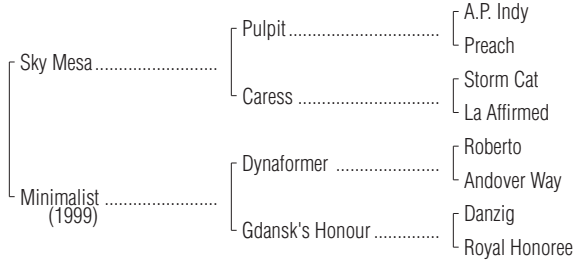 A.P. Indy
Pulpit
Preach
Sky Mesa
Storm Cat
Caress
La Affirmed
Roberto
Dynaformer
Andover Way
Minimalist
(1999)
Danzig
Gdansk's Honour
Royal Honoree